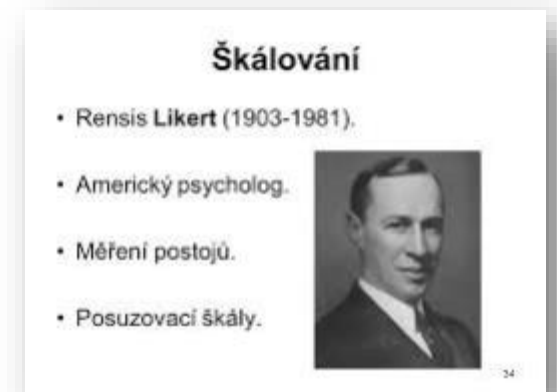 Škálování
• Rensis Likert (1903-1981).
• Americký psycholog.
• Měření postojů.
• Posuzovací škály.
34